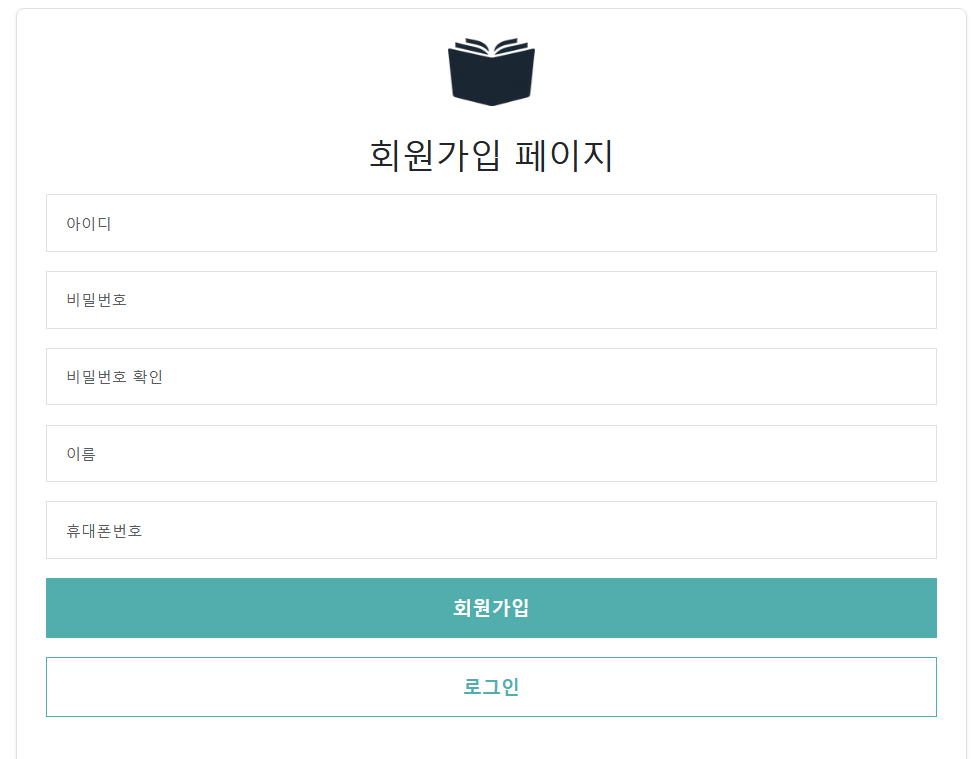 회원가입 페이지
아이디
비밀번호
비밀번호 확인
이름
휴대폰번호
회원가입
로그인